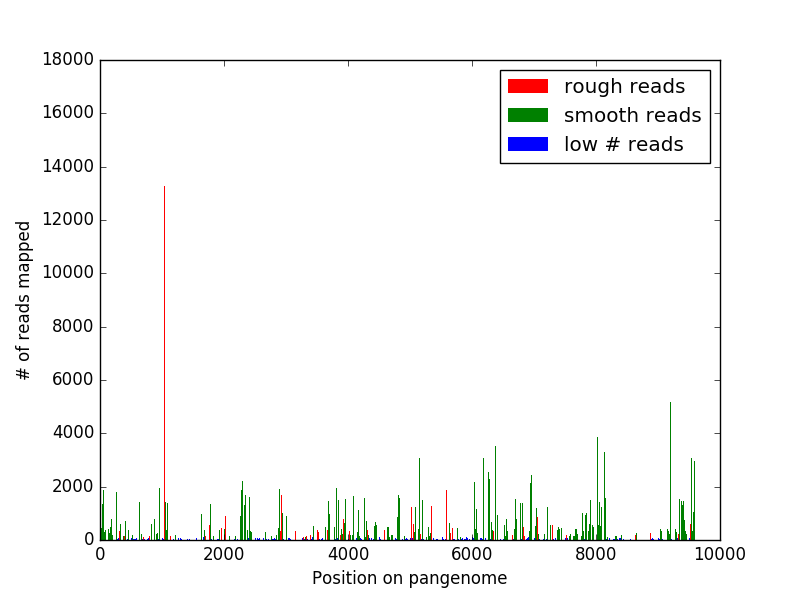 18000
16000
14000
12000
10000
8000
6000
4000
2000
0
# of reads mapped
rough reads
smooth reads
low # reads
0 2000 4000 6000 8000 10000
Position on pangenome